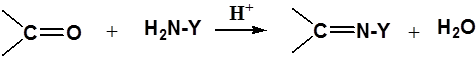 C=O + H₂N-Y H⁺ C=N-Y + H₂O